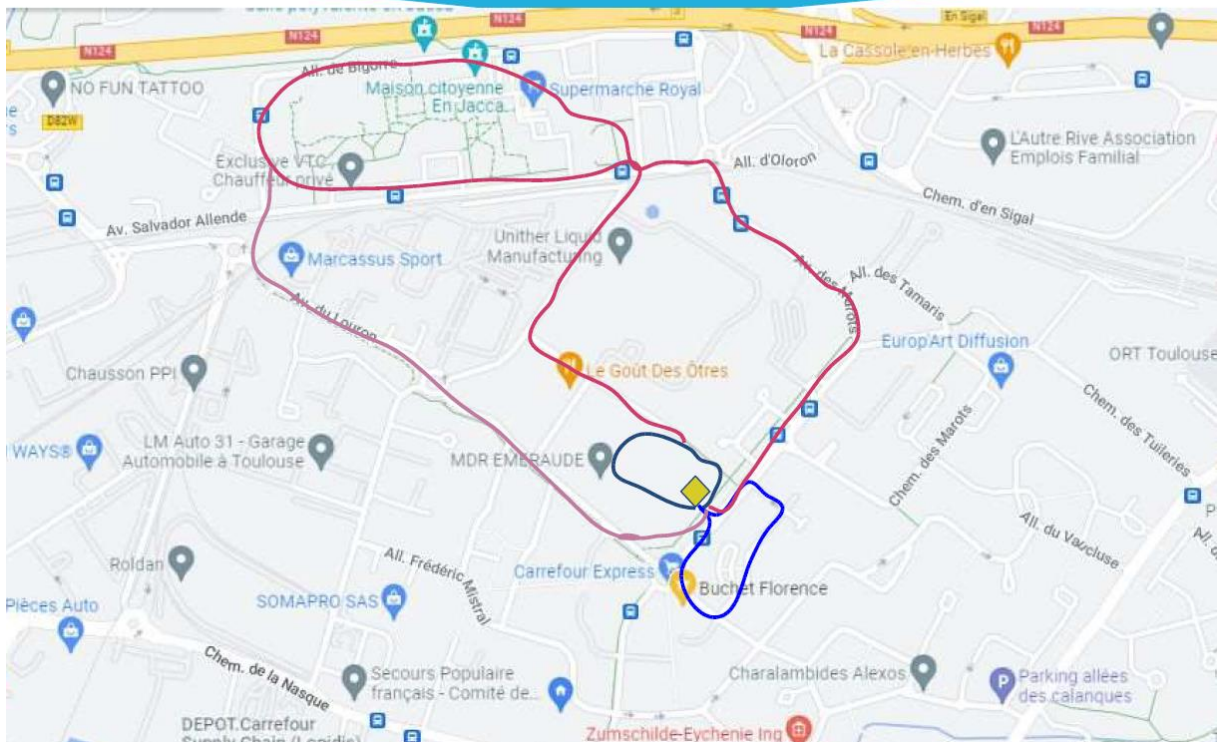 En Sigal
N124
N124
N124
N124
La Cassole en Herbes
NO FUN TATTOO
D82W
All. de Bigorre
Maison citoyenne
En Jacca...
Supermarche Royal
L'Autre Rive Association
Emplois Familial
Exclusive VTC
Chauffeur privé
All. d'Oloron
Chem. d'en Sigal
Av. Salvador Allende
Unither Liquid
Manufacturing
Marcassus Sport
Av. des Marots
All. des Tamaris
Av. du Louron
Europ'Art Diffusion
ORT Toulouse
Chausson PPI
Le Goût Des Ôtres
Chem. des Tuileries
Chem. des Marots
LM Auto 31 - Garage
Automobile à Toulouse
WAYS®
MDR EMERAUDE
All. du Vaucluse
Roldan
All. Frédéric Mistral
Carrefour Express
Buchet Florence
SOMAPRO SAS
Pièces Auto
Chem. de la Nasque
Secours Populaire
français - Comité de...
Charalambides Alexos
P
Parking allées
des calanques
DEPOT Carrefour
Zumschilde-Eychenie Ing